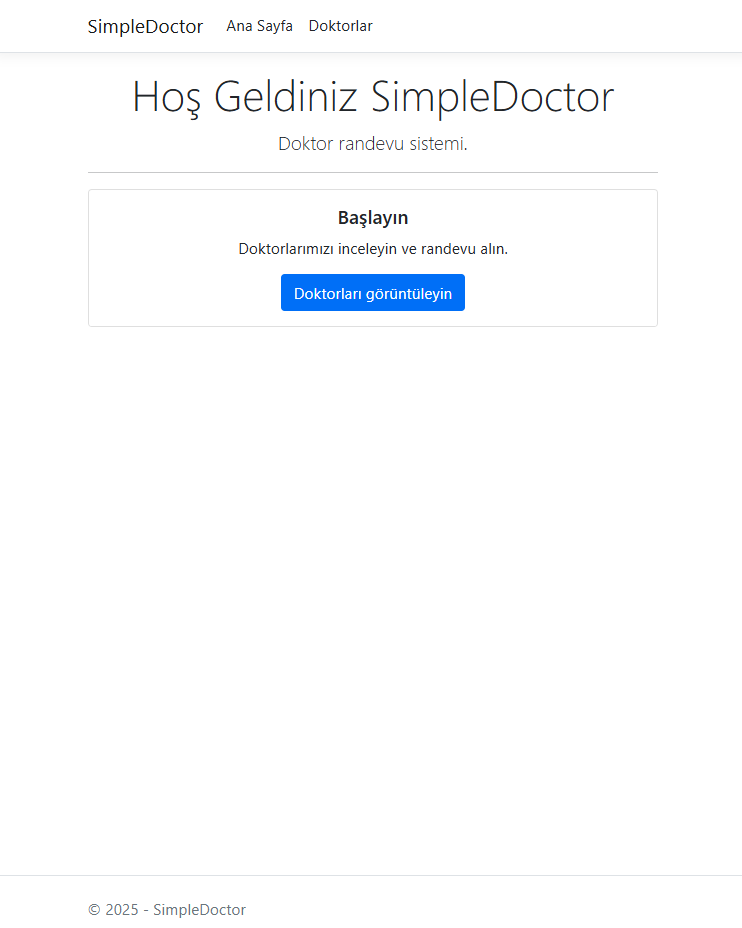 SimpleDoctor Ana Sayfa Doktorlar
Hoş Geldiniz SimpleDoctor
Doktor randevu sistemi.
Başlayın
Doktorlarımızı inceleyin ve randevu alın.
Doktorları görüntüleyin
© 2025 - SimpleDoctor